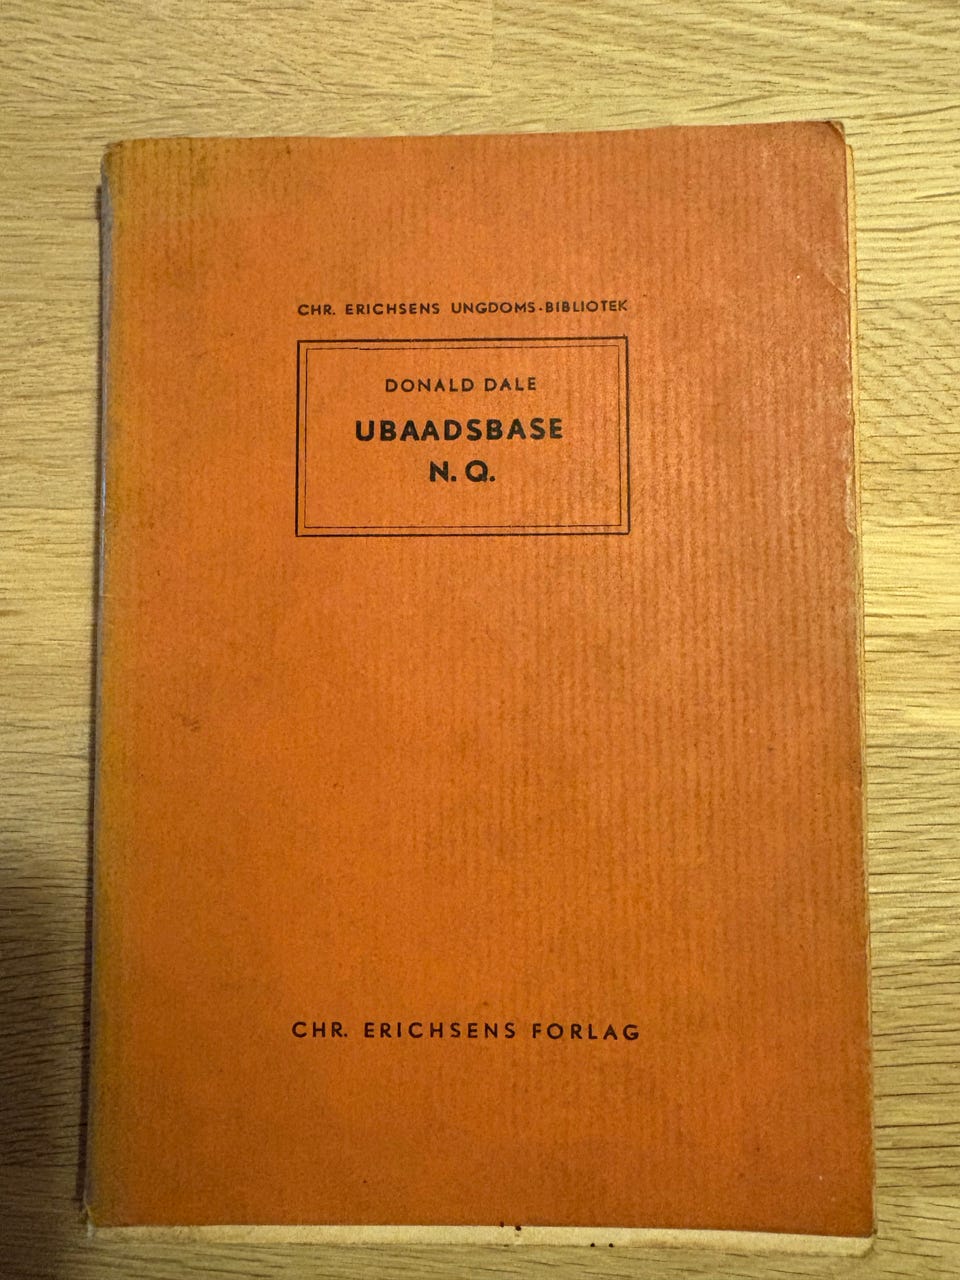 CHR. ERICHSENS UNGDOMS-BIBLIOTEK
DONALD DALE
UBAADSBASE
N. Q.
CHR. ERICHSENS FORLAG